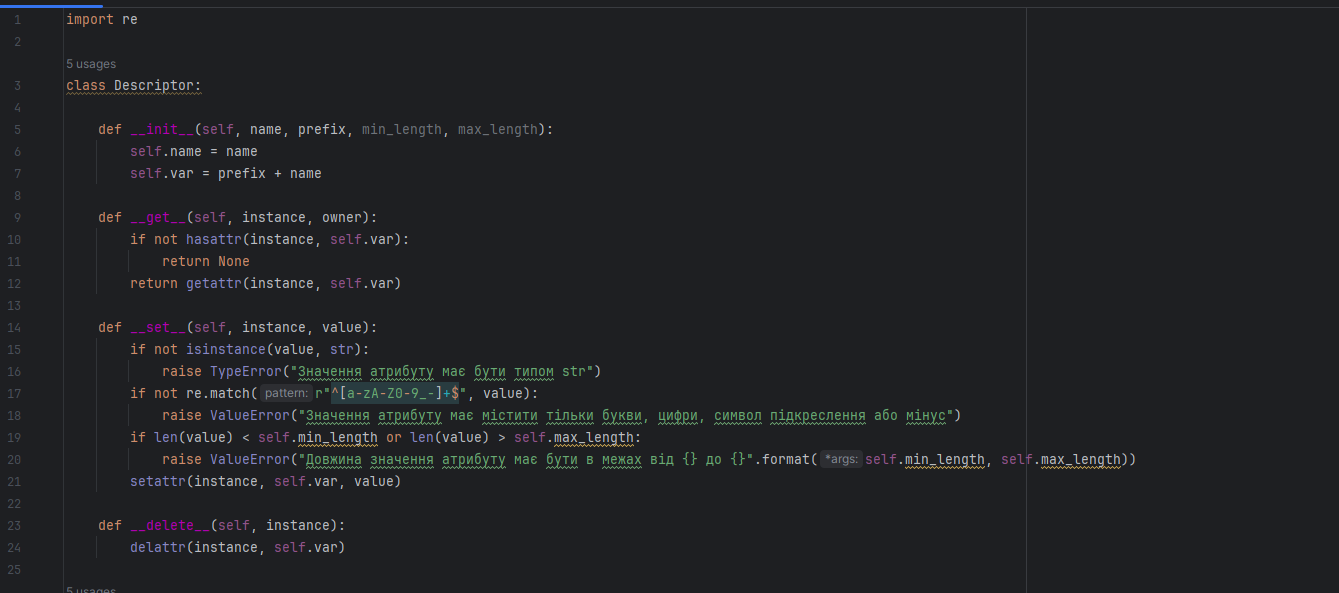 1 import re
2
5 usages
3 class Descriptor:
4
5 def __init__(self, name, prefix, min_length, max_length):
6 self.name = name
7 self.var = prefix + name
8
9 def __get__(self, instance, owner):
10 if not hasattr(instance, self.var):
11 return None
12 return getattr(instance, self.var)
13
14 def __set__(self, instance, value):
15 if not isinstance(value, str):
16 raise TypeError("Значення атрибуту має бути типом str")
17 if not re.match( pattern: r"^[a-zA-Z0-9_-]+$", value):
18 raise ValueError("Значення атрибуту має містити тільки букви, цифри, символ підкреслення або мінус")
19 if len(value) < self.min_length or len(value) > self.max_length:
20 raise ValueError("Довжина значення атрибуту має бути в межах від {} до {}".format( *args: self.min_length, self.max_length))
21 setattr(instance, self.var, value)
22
23 def __delete__(self, instance):
24 delattr(instance, self.var)
25
5 usages